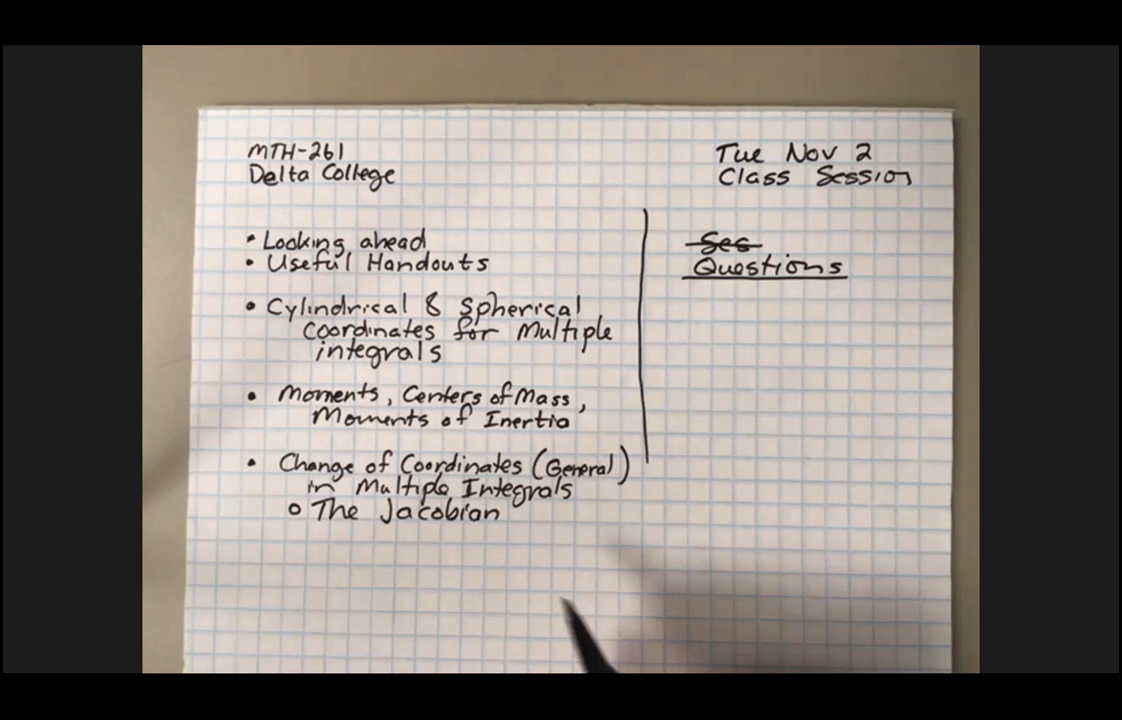 MTH-261
Delta College
Tue Nov 2
Class Session
• Looking ahead
• Useful Handouts
• Cylindrical & Spherical
Coordinates for Multiple
integrals
• Moments, Centers of Mass,
Moments of Inertia
• Change of Coordinates (General)
in Multiple Integrals
o The Jacobian
Ses
Questions